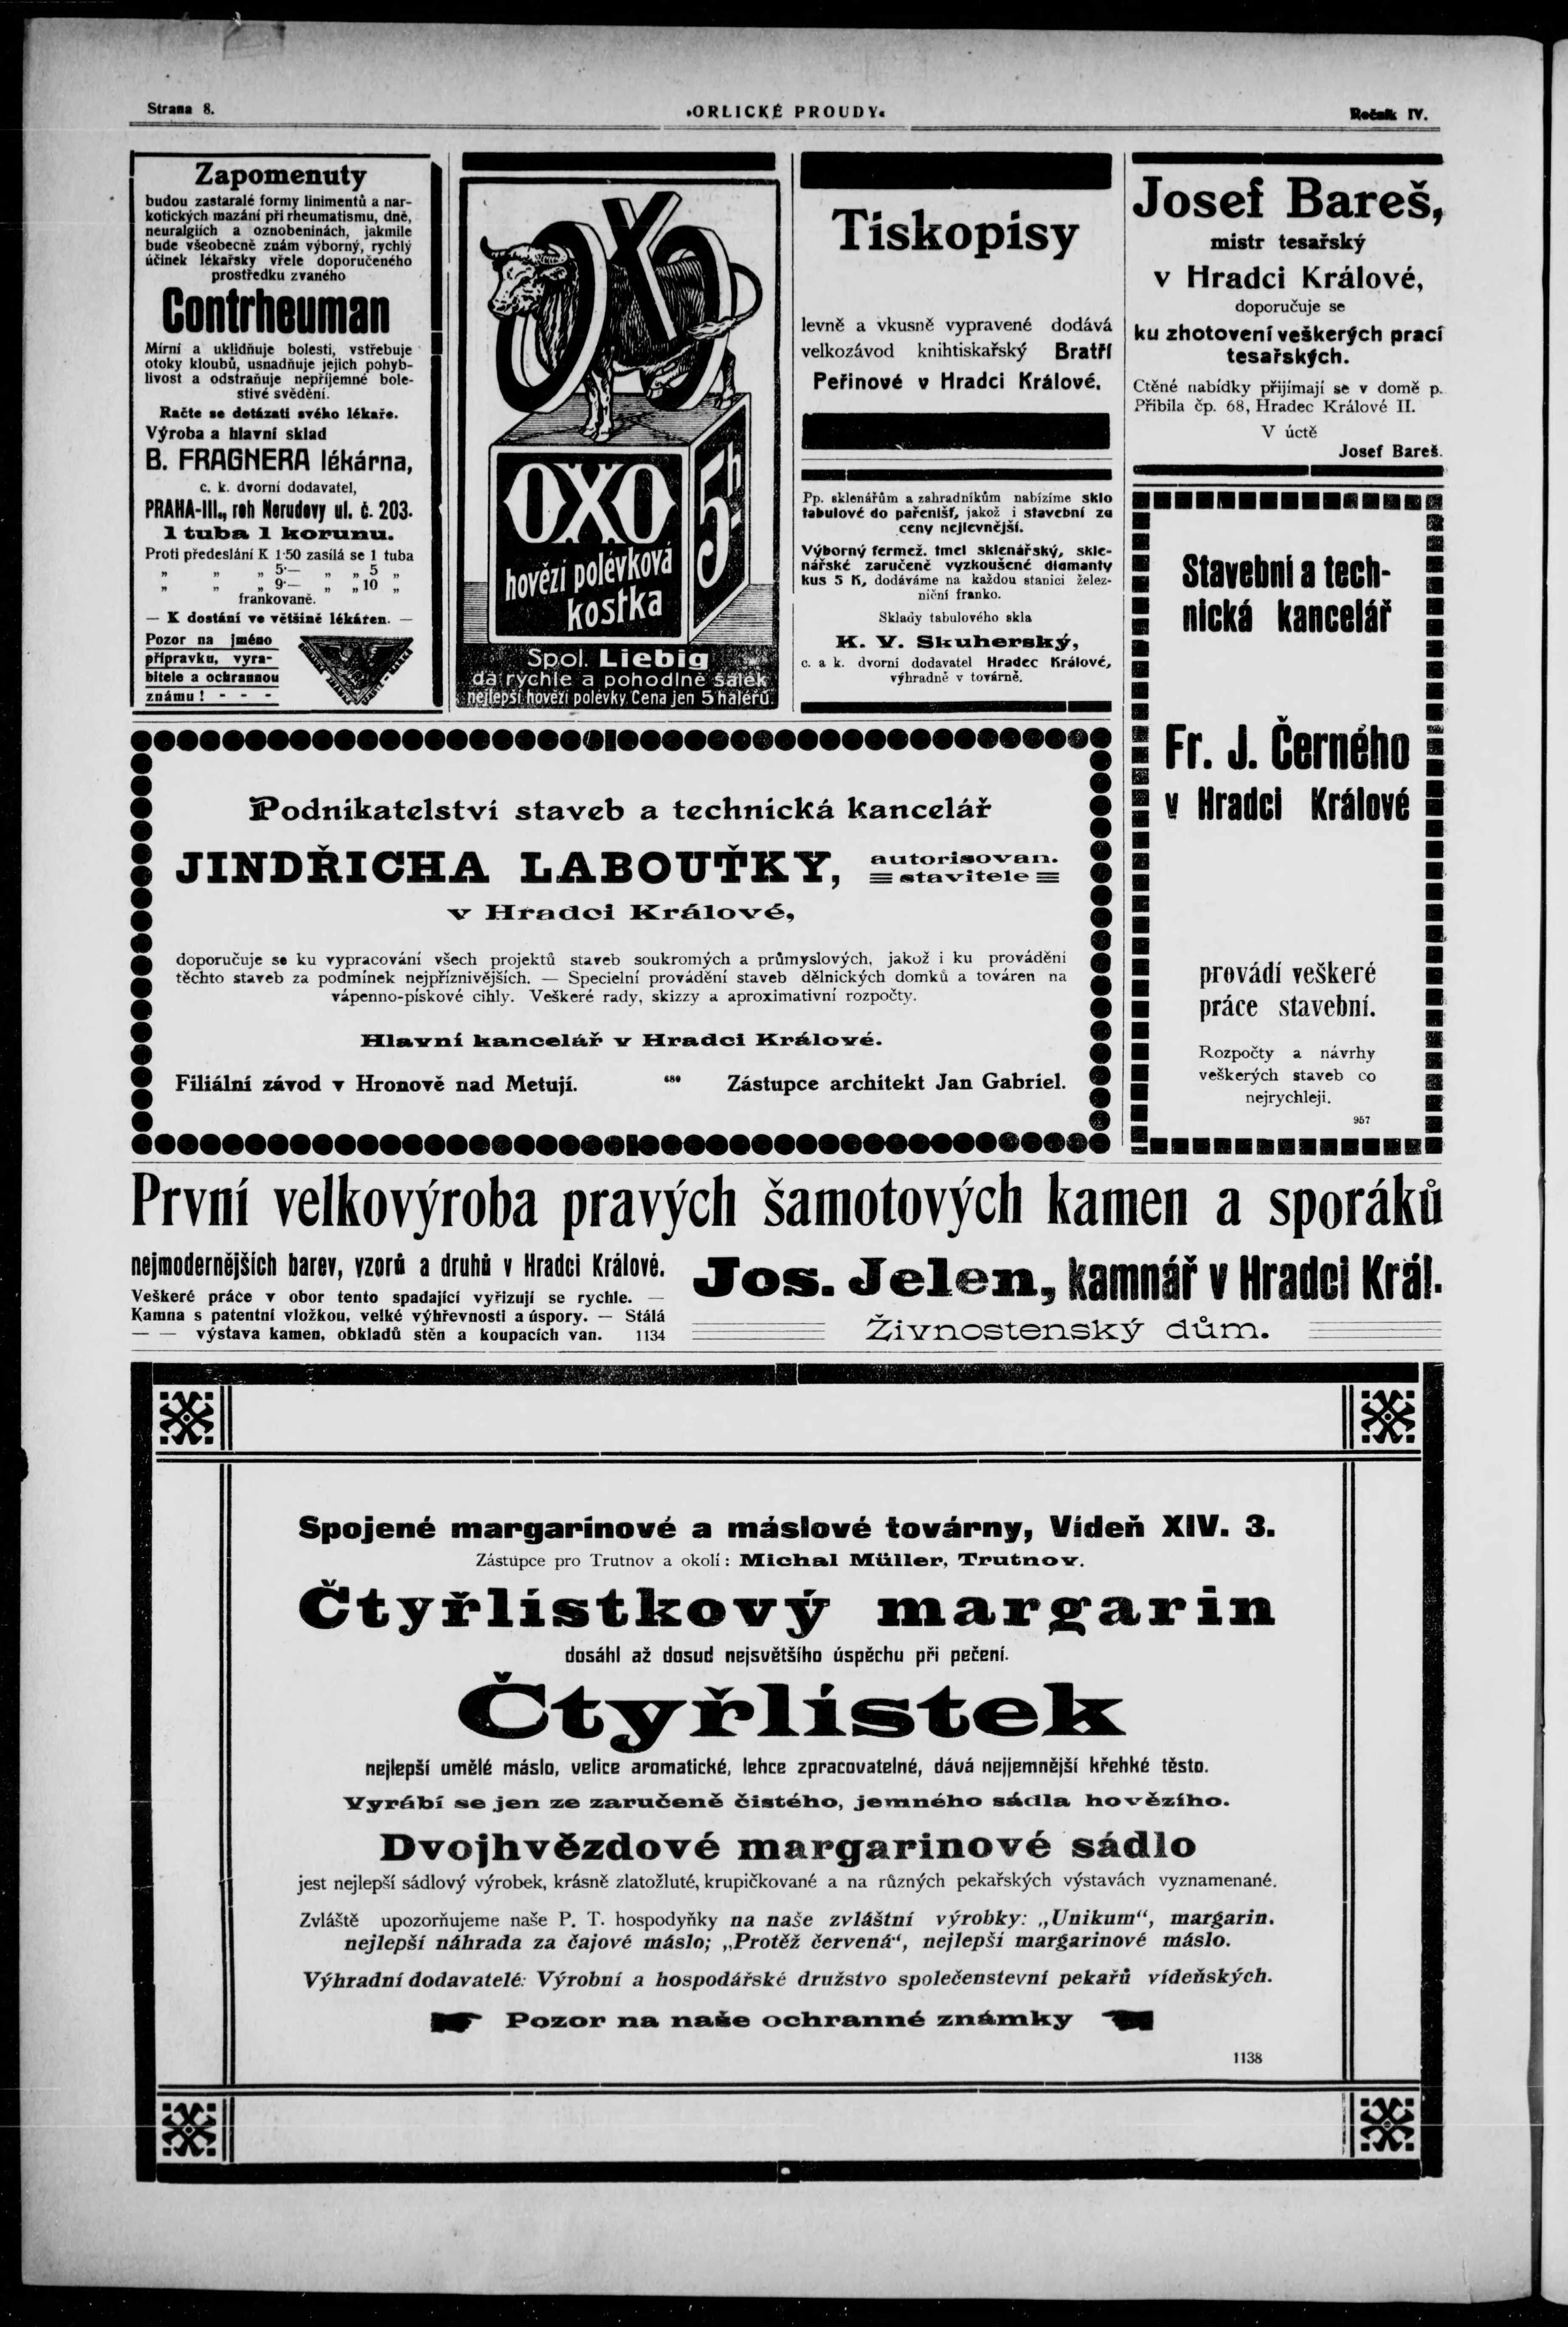 Strana 8.
»ORLICKÉ PROUDY«
Ročník IV.
Zapomenuty
budou zastaralé formy linimentů a nar-
kotických mazání při rheumatismu, dně,
neuralgiích a oznobeninách, jakmile
bude všeobecně znám výborný, rychlý
účinek lékařsky vřele doporučeného
prostředku zvaného
Contrheuman
Mírní a uklidňuje bolesti, vstřebuje
otoky kloubů, usnadňuje jejich pohyb-
livost a odstraňuje nepříjemné bole-
stivé svědění.
Račte se dotázati svého lékaře.
Výroba a hlavní sklad
B. FRAGNERA lékárna,
c. k. dvorní dodavatel,
PRAHA-III., roh Nerudovy ul. č. 203.
1 tuba 1 korunu.
Proti předeslání K 1·50 zasílá se 1 tuba
„ „ „ 5·— „ „ 5 „
„ „ „ 9·— „ „ 10 „
frankovaně.
— K dostání ve většině lékáren. —
Pozor na jméno
přípravku, vyra-
bitele a ochrannou
známu ! - - -
OXO
OXO
5h
hovězí polévková
kostka
Spol. Liebig
dá rychle a pohodlně šálek
nejlepší hovězí polévky. Cena jen 5 haléřů.
Tiskopisy
levně a vkusně vypravené dodává
velkozávod knihtiskařský Bratří
Peřinové v Hradci Králové.
Pp. sklenářům a zahradníkům nabízíme sklo
tabulové do pařenišť, jakož i stavební za
ceny nejlevnější.
Výborný fermež. tmel sklenářský, skle-
nářské zaručeně vyzkoušené diamanty
kus 5 K, dodáváme na každou stanici želez-
niční franko.
Sklady tabulového skla
K. V. Skuherský,
c. a k. dvorní dodavatel Hradec Králové,
výhradně v továrně.
Josef Bareš,
mistr tesařský
v Hradci Králové,
doporučuje se
ku zhotovení veškerých prací
tesařských.
Ctěné nabídky přijímají se v domě p.
Přibila čp. 68, Hradec Králové II.
V úctě
Josef Bareš.
Stavební a tech-
nická kancelář
Fr. J. Černého
v Hradci Králové
provádí veškeré
práce stavební.
Rozpočty a návrhy
veškerých staveb co
nejrychleji.
957
Podnikatelství staveb a technická kancelář
JINDŘICHA LABOUŤKY, autorisovan.
stavitele
v Hradci Králové,
doporučuje se ku vypracování všech projektů staveb soukromých a průmyslových, jakož i ku provádění
těchto staveb za podmínek nejpříznivějších. — Specielní provádění staveb dělnických domků a továren na
vápenno-pískové cihly. Veškeré rady, skizzy a aproximativní rozpočty.
Hlavní kancelář v Hradci Králové.
Filiální závod v Hronově nad Metují. 680 Zástupce architekt Jan Gabriel.
První velkovýroba pravých šamotových kamen a sporáků
nejmodernějších barev, vzorů a druhů v Hradci Králové.
Veškeré práce v obor tento spadající vyřizují se rychle. —
Kamna s patentní vložkou, velké výhřevnosti a úspory. — Stálá
— — výstava kamen, obkladů stěn a koupacích van. 1134
Jos. Jelen, kamnář v Hradci Král.
Živnostenský dům.
Spojené margarinové a máslové továrny, Vídeň XIV. 3.
Zástupce pro Trutnov a okolí: Michal Müller, Trutnov.
Čtyřlístkový margarin
dosáhl až dosud nejsvětšího úspěchu při pečení.
Čtyřlístek
nejlepší umělé máslo, velice aromatické, lehce zpracovatelné, dává nejjemnější křehké těsto.
Vyrábí se jen ze zaručeně čistého, jemného sádla hovězího.
Dvojhvězdové margarinové sádlo
jest nejlepší sádlový výrobek, krásně zlatožluté, krupičkované a na různých pekařských výstavách vyznamenané.
Zvláště upozorňujeme naše P. T. hospodyňky na naše zvláštní výrobky: „Unikum“, margarin.
nejlepší náhrada za čajové máslo; „Protěž červená“, nejlepší margarinové máslo.
Výhradní dodavatelé: Výrobní a hospodářské družstvo společenstevní pekařů vídeňských.
Pozor na naše ochranné známky
1138